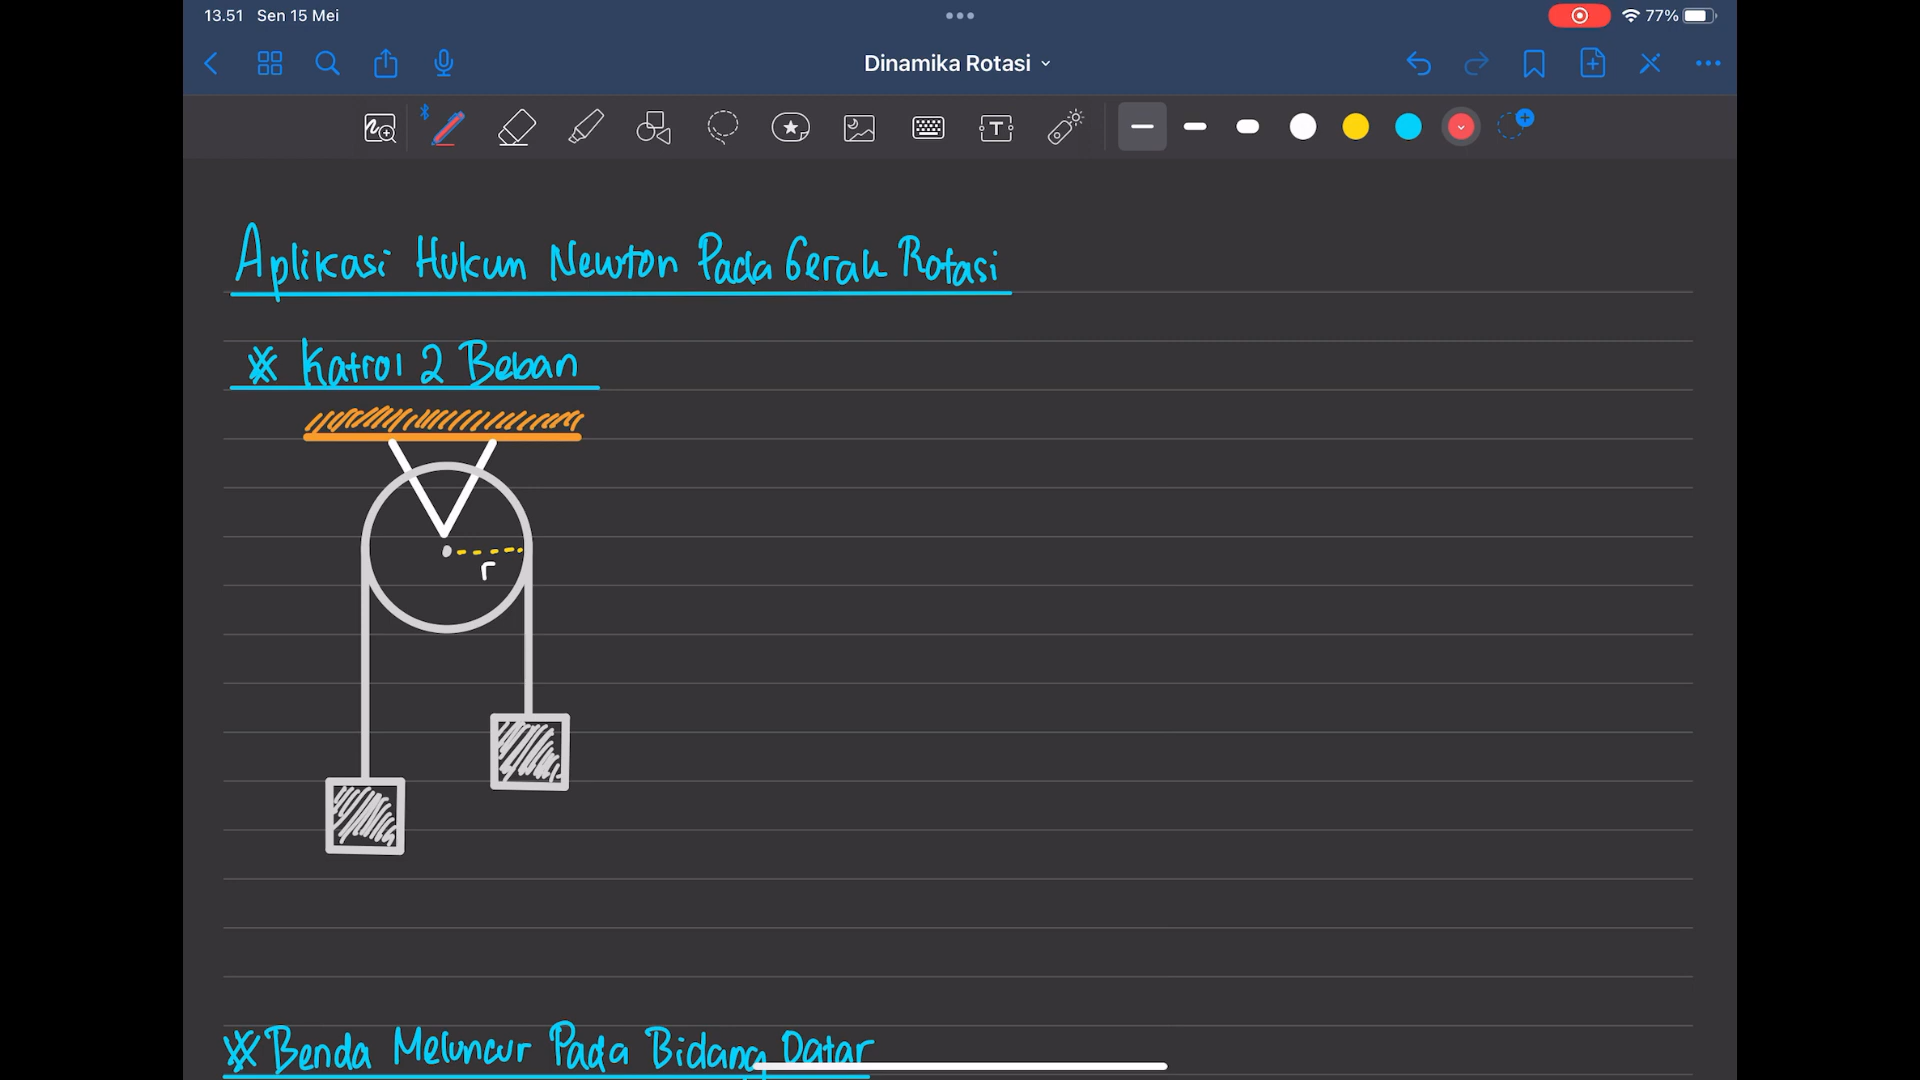 13.51 Sen 15 Mei
77%
Dinamika Rotasi
T
Aplikasi Hukum Newton Pada Gerak Rotasi
* Katrol 2 Beban
r
* Benda Meluncur Pada Bidang Datar